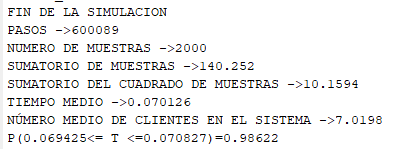 FIN DE LA SIMULACION
PASOS ->600089
NUMERO DE MUESTRAS ->2000
SUMATORIO DE MUESTRAS ->140.252
SUMATORIO DEL CUADRADO DE MUESTRAS ->10.1594
TIEMPO MEDIO ->0.070126
NÚMERO MEDIO DE CLIENTES EN EL SISTEMA ->7.0198
P(0.069425<= T <=0.070827)=0.98622